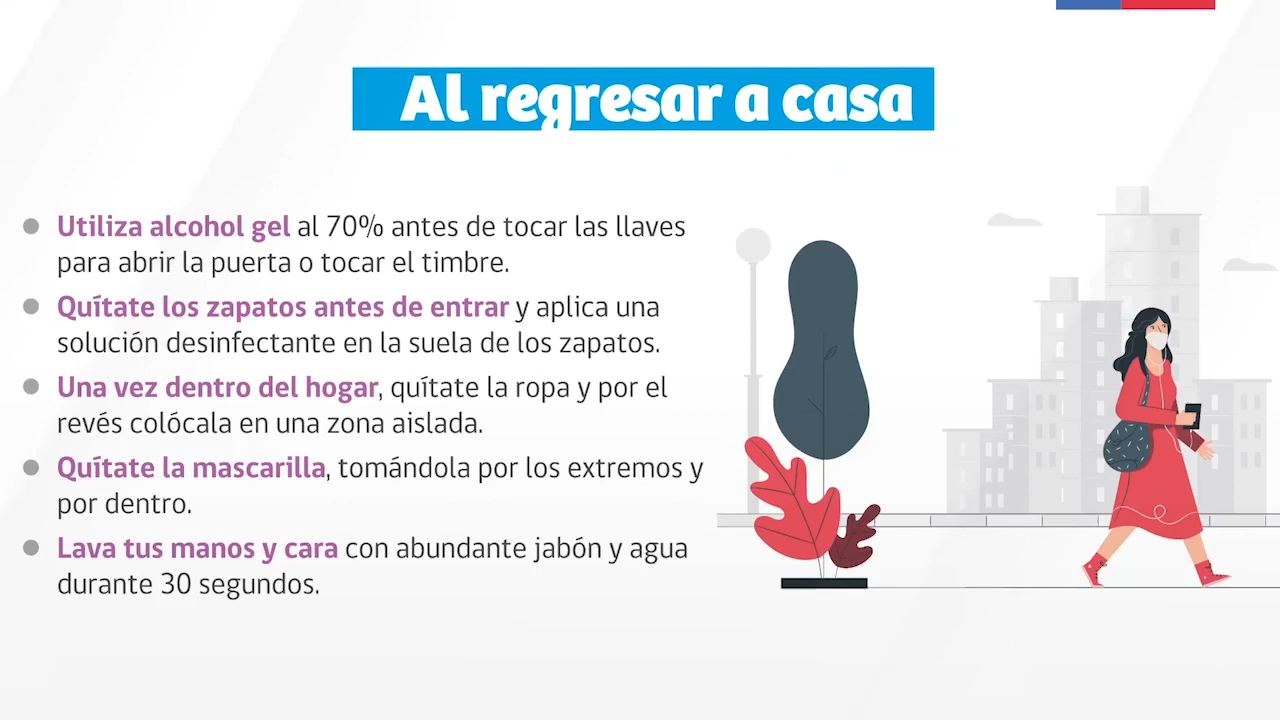 Al regresar a casa
Utiliza alcohol gel al 70% antes de tocar las llaves
para abrir la puerta o tocar el timbre.
Quítate los zapatos antes de entrar y aplica una
solución desinfectante en la suela de los zapatos.
Una vez dentro del hogar, quítate la ropa y por el
revés colócala en una zona aislada.
Quítate la mascarilla, tomándola por los extremos y
por dentro.
Lava tus manos y cara con abundante jabón y agua
durante 30 segundos.